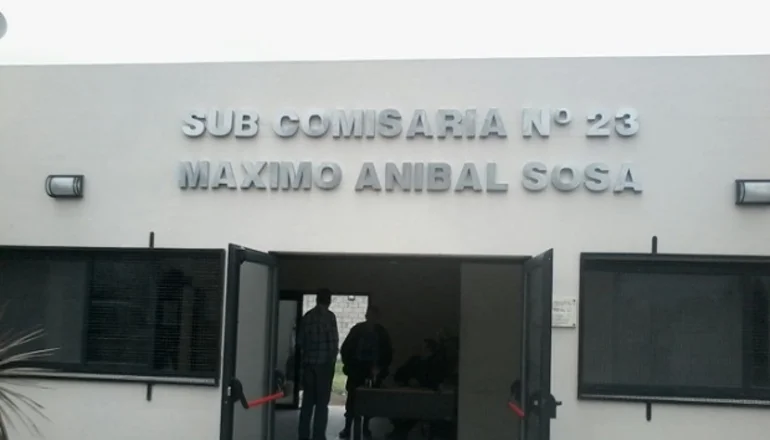 SUB COMISARIA Nº 23
MAXIMO ANIBAL SOSA